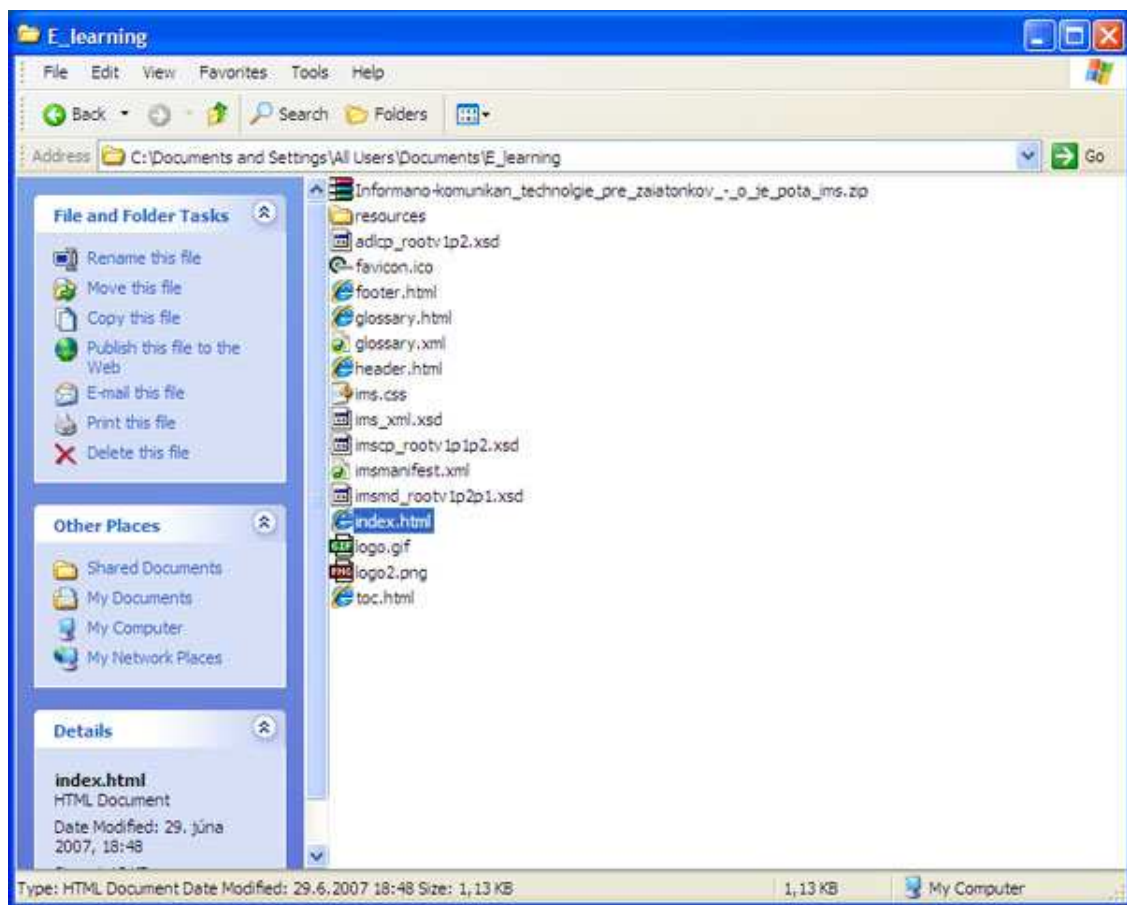 E_learning
File Edit View Favorites Tools Help
Back Search Folders
Address C:\Documents and Settings\All Users\Documents\E_learning Go
File and Folder Tasks
Rename this file
Move this file
Copy this file
Publish this file to the
Web
E-mail this file
Print this file
Delete this file
Other Places
Shared Documents
My Documents
My Computer
My Network Places
Details
index.html
HTML Document
Date Modified: 29. júna
2007, 18:48
Informano-komunikan_technolgie_pre_zaiatonkov_-_o_je_pota_ims.zip
resources
adlcp_rootv1p2.xsd
favicon.ico
footer.html
glossary.html
glossary.xml
header.html
ims.css
ims_xml.xsd
imscp_rootv1p1p2.xsd
imsmanifest.xml
imsmd_rootv1p2p1.xsd
index.html
logo.gif
logo2.png
toc.html
Type: HTML Document Date Modified: 29.6.2007 18:48 Size: 1,13 KB 1,13 KB My Computer